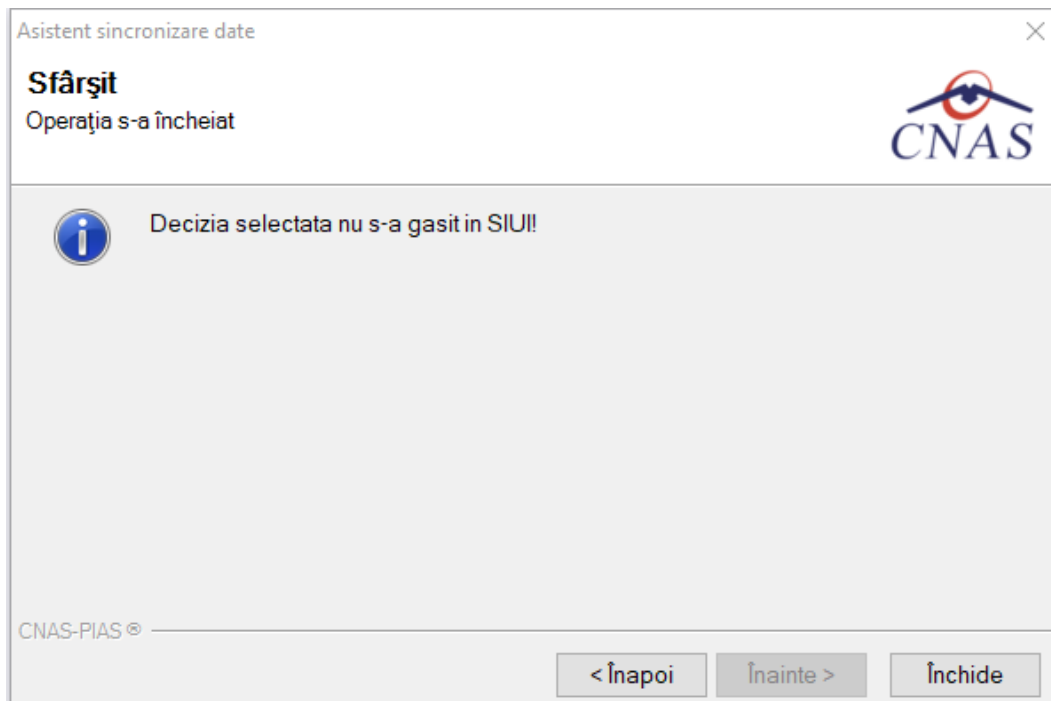 Asistent sincronizare date
Sfârşit
Operaţia s-a încheiat
CNAS
Decizia selectata nu s-a gasit in SIUI!
CNAS-PIAS ®
< Înapoi
Înainte >
Închide